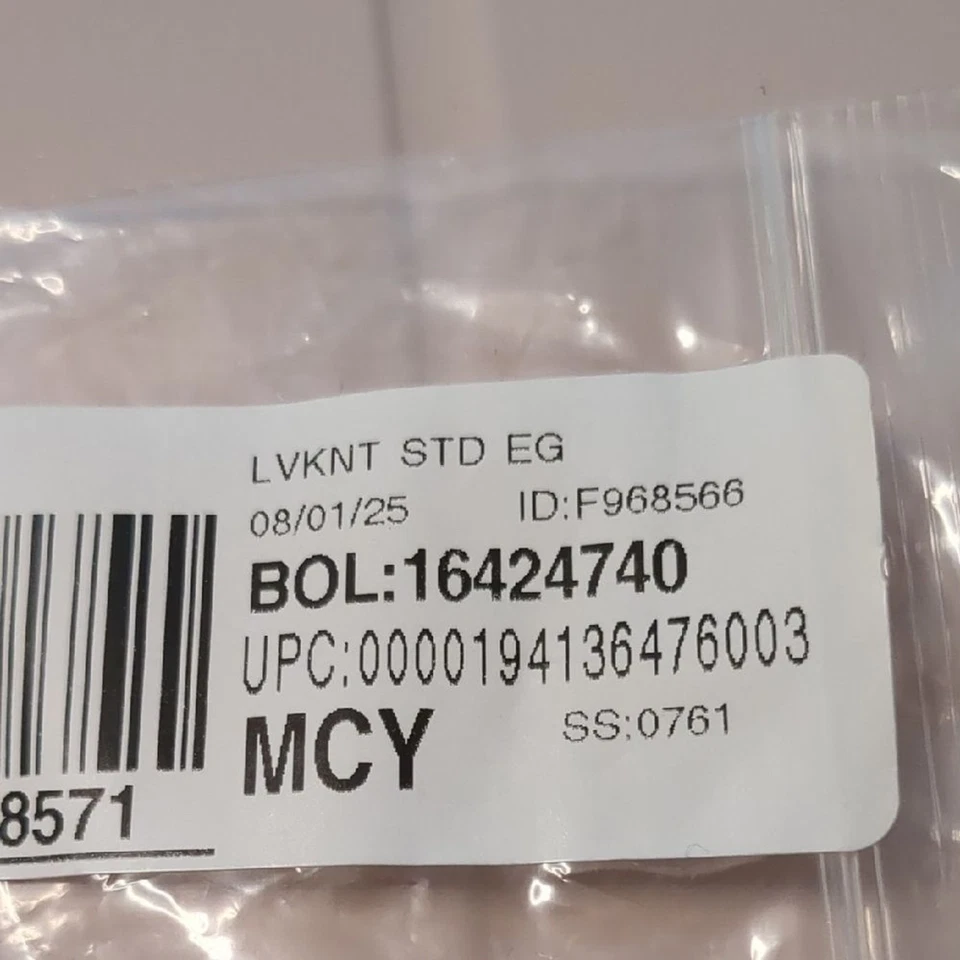 LVKNT STD EG
08/01/25 ID:F968566
BOL:16424740
UPC:0000194136476003
MCY SS:0761
8571